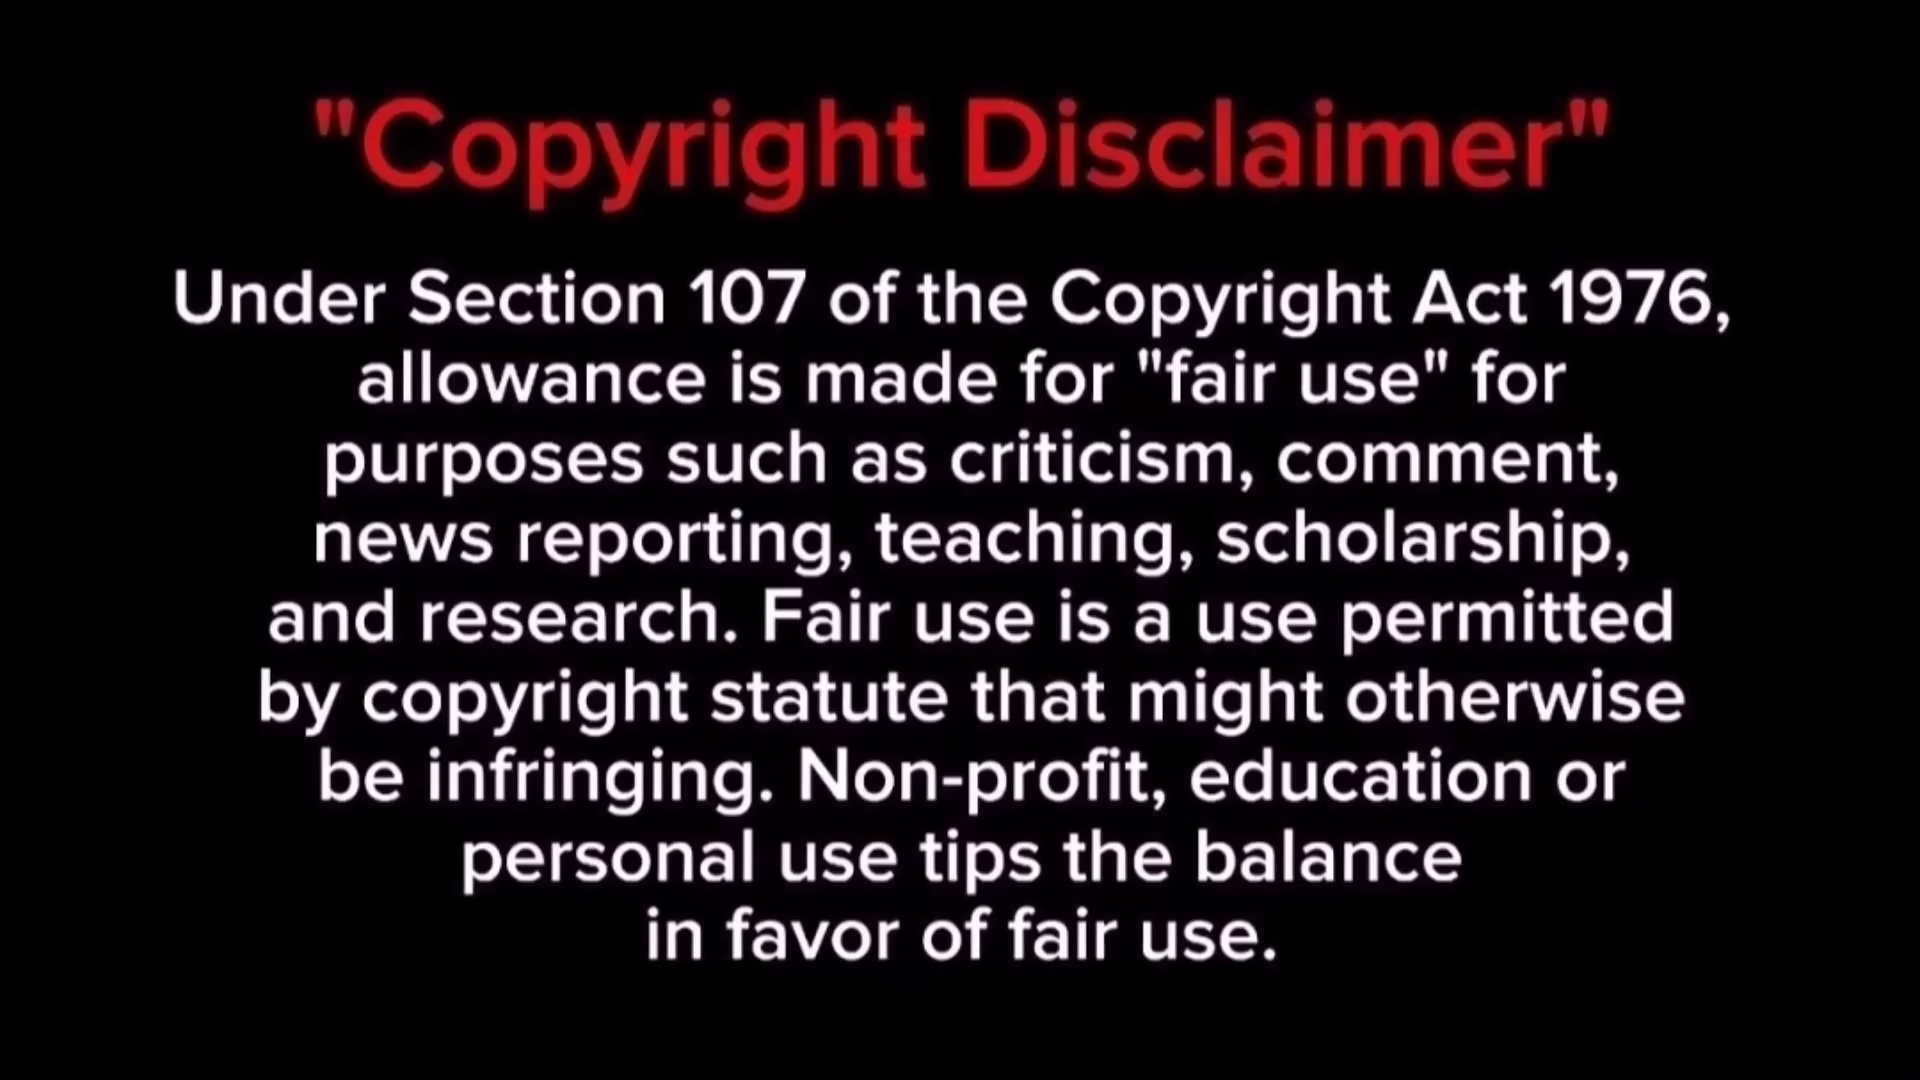 "Copyright Disclaimer"
Under Section 107 of the Copyright Act 1976,
allowance is made for "fair use" for
purposes such as criticism, comment,
news reporting, teaching, scholarship,
and research. Fair use is a use permitted
by copyright statute that might otherwise
be infringing. Non-profit, education or
personal use tips the balance
in favor of fair use.